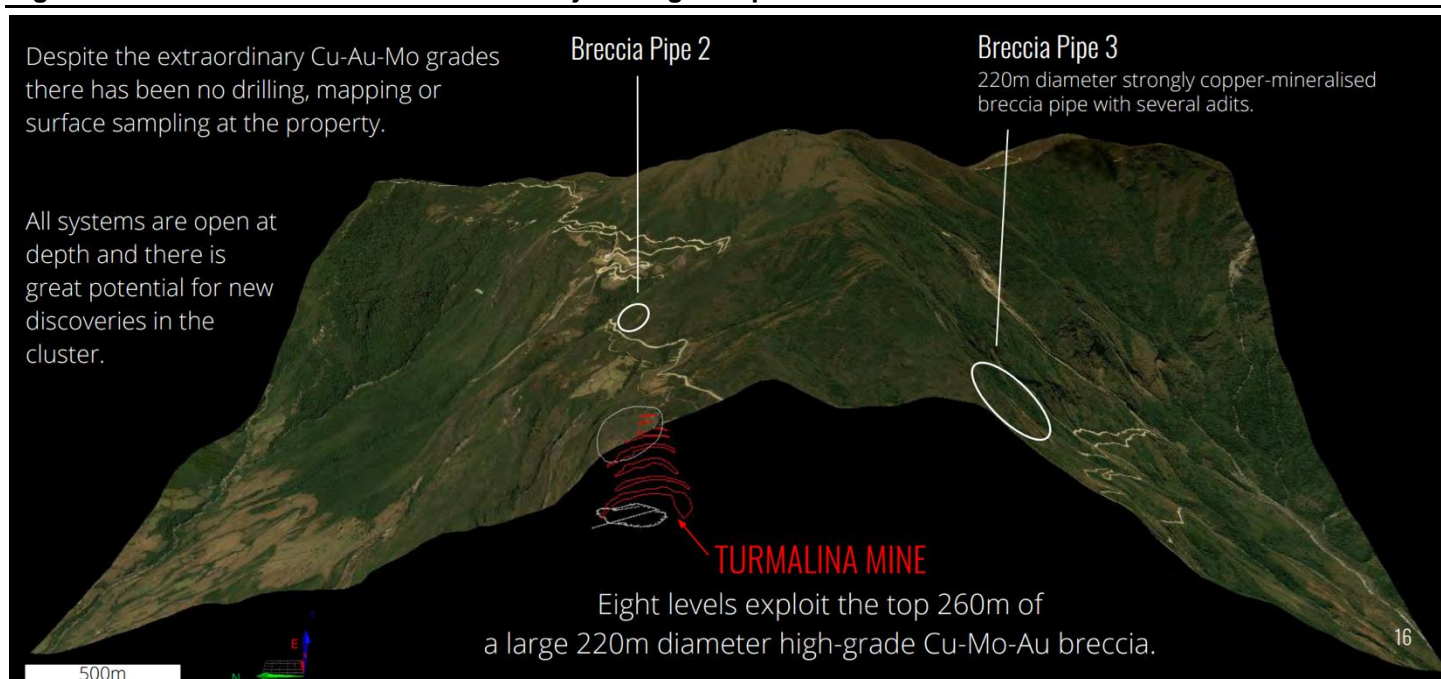 Despite the extraordinary Cu-Au-Mo grades
there has been no drilling, mapping or
surface sampling at the property.
All systems are open at
depth and there is
great potential for new
discoveries in the
cluster.
Breccia Pipe 2
Breccia Pipe 3
220m diameter strongly copper-mineralised
breccia pipe with several adits.
TURMALINA MINE
Eight levels exploit the top 260m of
a large 220m diameter high-grade Cu-Mo-Au breccia.
16
E
N
500m